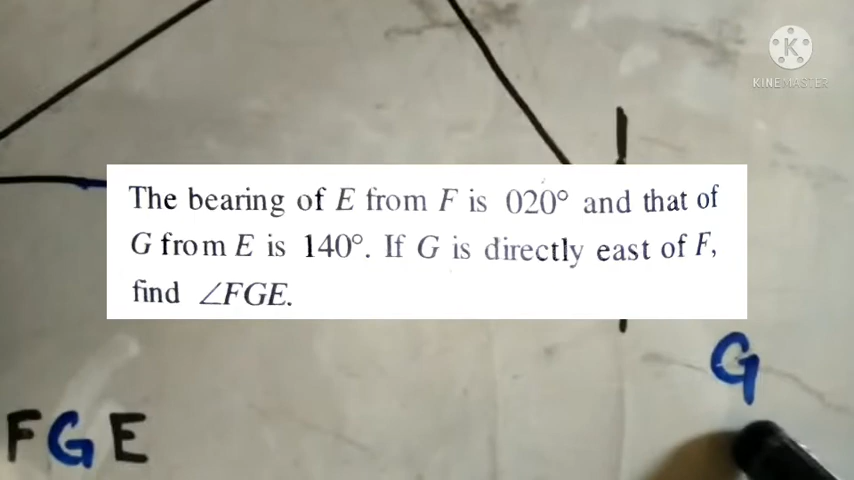 K
KINEMASTER
The bearing of E from F is 020° and that of
G from E is 140°. If G is directly east of F,
find ∠FGE.
G
FGE